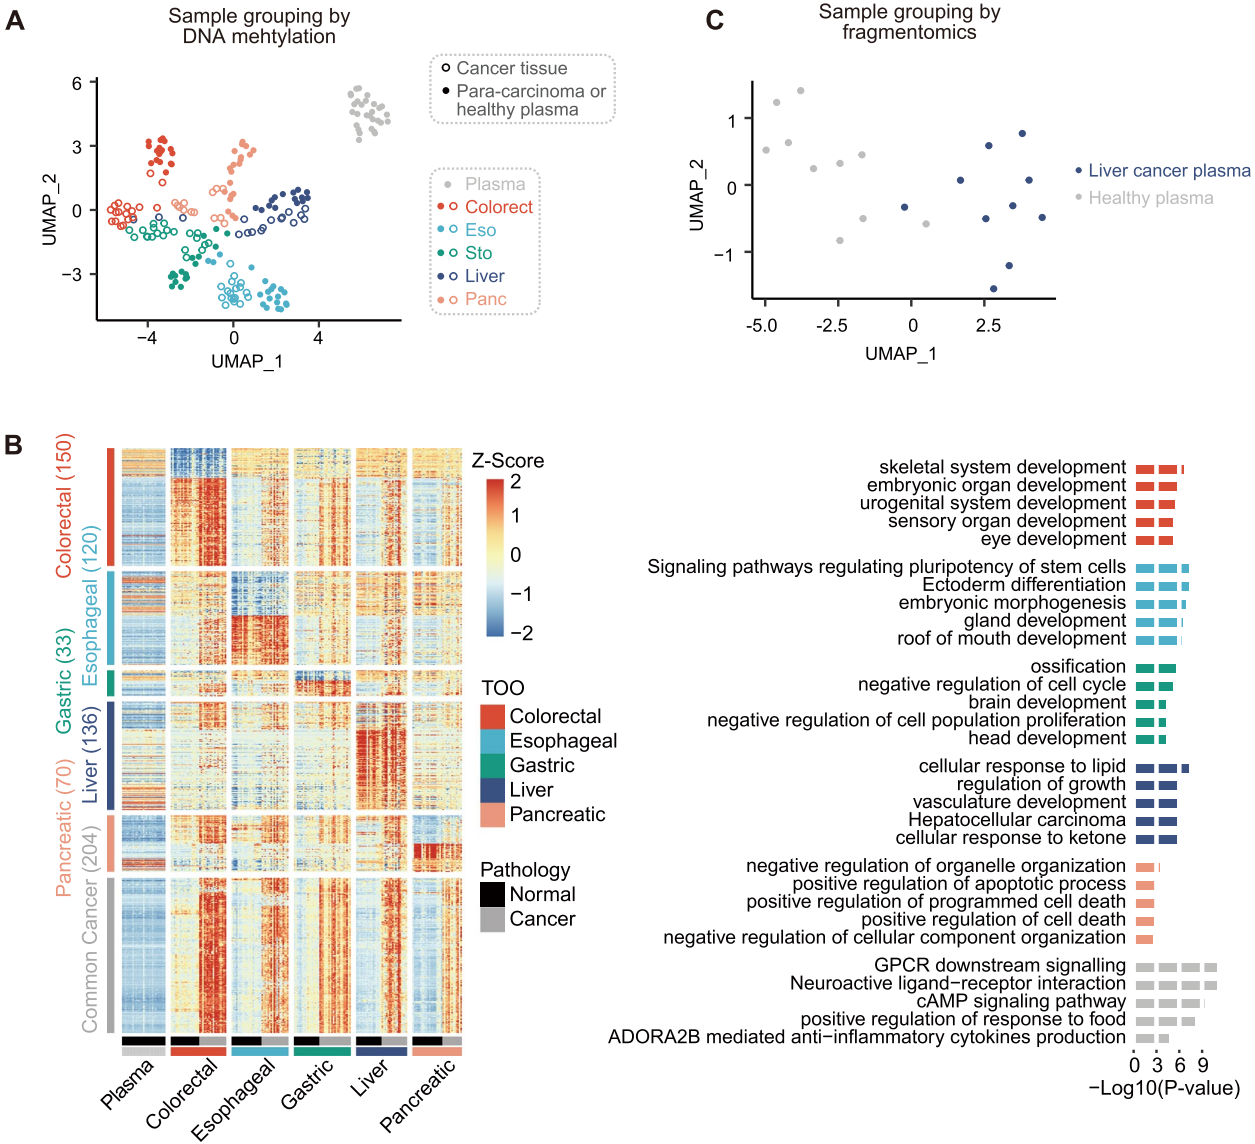 A
Sample grouping by
DNA mehtylation
6
3
0
−3
UMAP_2
−4
0
4
UMAP_1
Cancer tissue
Para-carcinoma or
healthy plasma
Plasma
Colorect
Eso
Sto
Liver
Panc
C
Sample grouping by
fragmentomics
1
0
−1
UMAP_2
-5.0
-2.5
0
2.5
UMAP_1
Liver cancer plasma
Healthy plasma
B
Colorectal (150)
Esophageal (120)
Gastric (33)
Liver (136)
Pancreatic (70)
Common Cancer (204)
Plasma
Colorectal
Esophageal
Gastric
Liver
Pancreatic
Z-Score
2
1
0
−1
−2
TOO
Colorectal
Esophageal
Gastric
Liver
Pancreatic
Pathology
Normal
Cancer
skeletal system development
embryonic organ development
urogenital system development
sensory organ development
eye development
Signaling pathways regulating pluripotency of stem cells
Ectoderm differentiation
embryonic morphogenesis
gland development
roof of mouth development
ossification
negative regulation of cell cycle
brain development
negative regulation of cell population proliferation
head development
cellular response to lipid
regulation of growth
vasculature development
Hepatocellular carcinoma
cellular response to ketone
negative regulation of organelle organization
positive regulation of apoptotic process
positive regulation of programmed cell death
positive regulation of cell death
negative regulation of cellular component organization
GPCR downstream signalling
Neuroactive ligand−receptor interaction
cAMP signaling pathway
positive regulation of response to food
ADORA2B mediated anti−inflammatory cytokines production
0 3 6 9
−Log10(P-value)